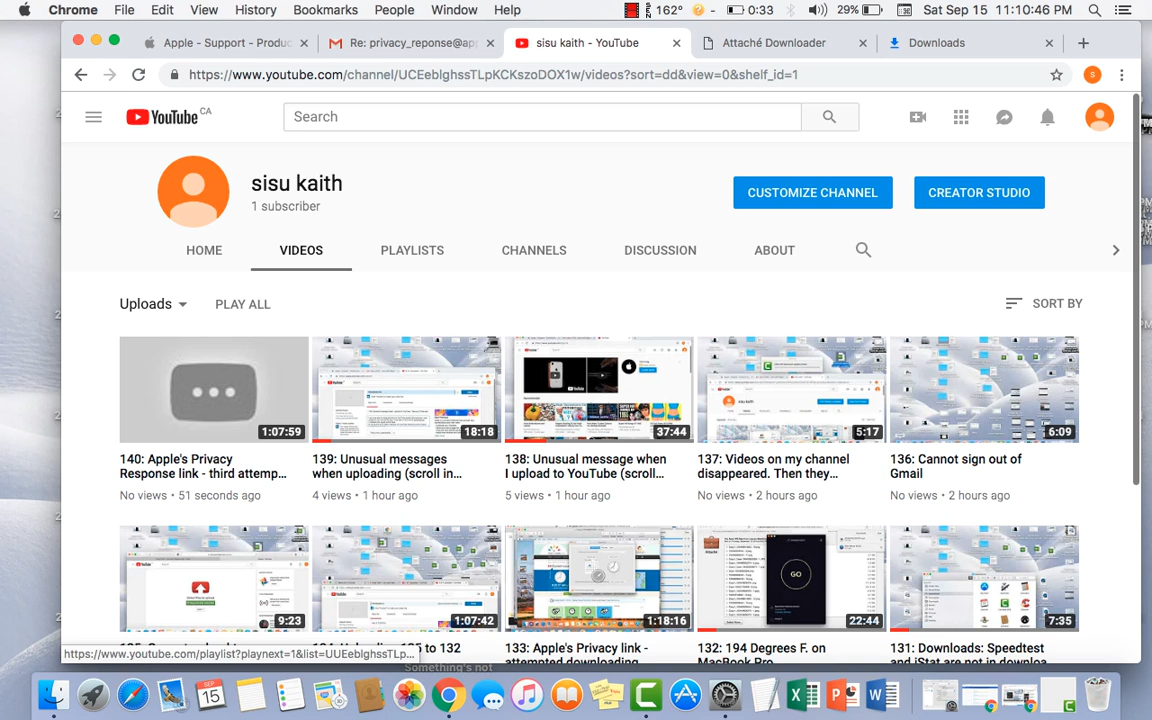 Chrome File Edit View History Bookmarks People Window Help 162° - 0:33 29% Sat Sep 15 11:10:46 PM
Apple - Support - Produc × Re: privacy_reponse@ap × sisu kaith - YouTube × Attaché Downloader × Downloads ×
https://www.youtube.com/channel/UCEeblghssTLpKCKszoDOX1w/videos?sort=dd&view=0&shelf_id=1
YouTube CA Search
sisu kaith
1 subscriber
CUSTOMIZE CHANNEL CREATOR STUDIO
HOME VIDEOS PLAYLISTS CHANNELS DISCUSSION ABOUT
Uploads PLAY ALL SORT BY
1:07:59 18:18 37:44 5:17 6:09
140: Apple's Privacy
Response link - third attemp...
No views • 51 seconds ago
139: Unusual messages
when uploading (scroll in...
4 views • 1 hour ago
138: Unusual message when
I upload to YouTube (scroll...
5 views • 1 hour ago
137: Videos on my channel
disappeared. Then they...
No views • 2 hours ago
136: Cannot sign out of
Gmail
No views • 2 hours ago
GO
9:23 1:07:42 1:18:16 22:44 7:35
to 132
133: Apple's Privacy link -
attempted downloading
132: 194 Degrees F. on
MacBook Pro
131: Downloads: Speedtest
and iStat are not in downloa
https://www.youtube.com/playlist?playnext=1&list=UUEeblghssTLp...
Something's not
SEP
15